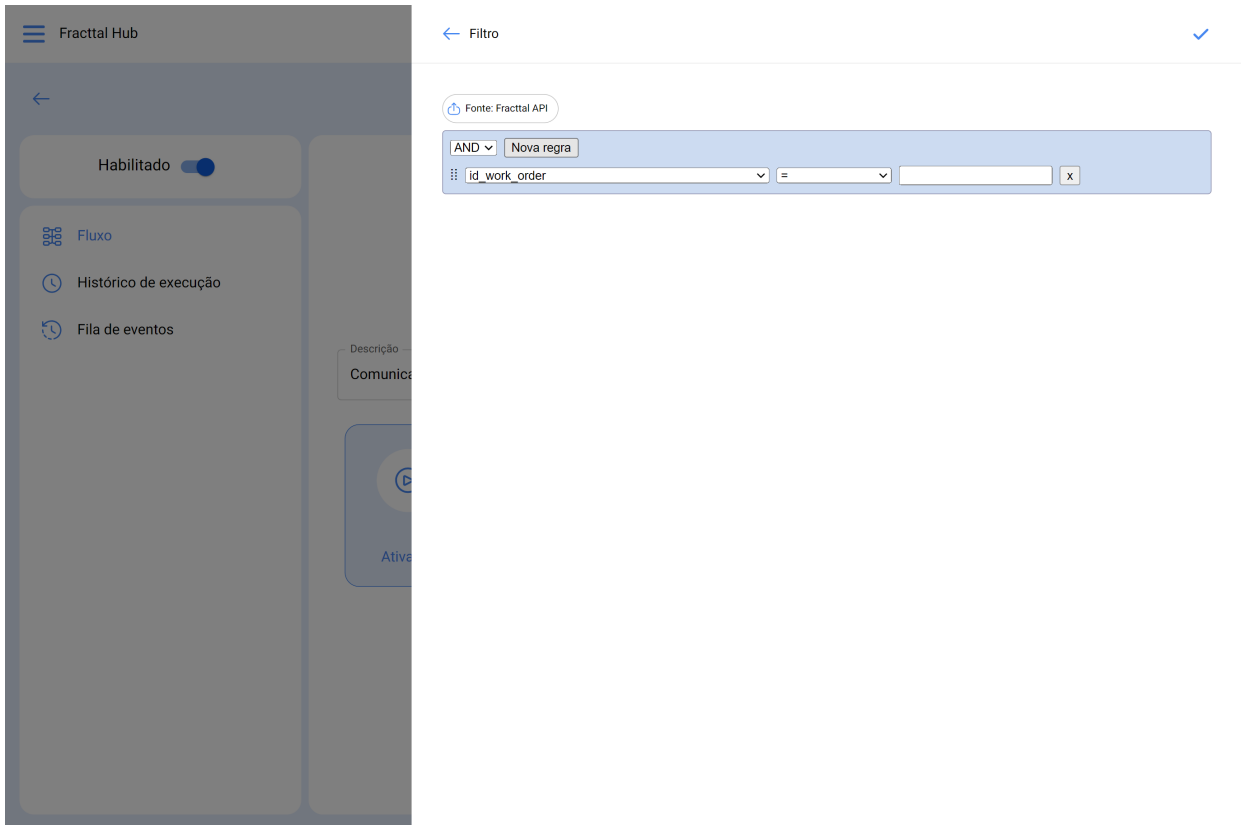 Fracttal Hub
Filtro
Fonte: Fracttal API
AND Nova regra
id_work_order = x
Habilitado
Fluxo
Histórico de execução
Fila de eventos
Descrição
Comunica
Ativa